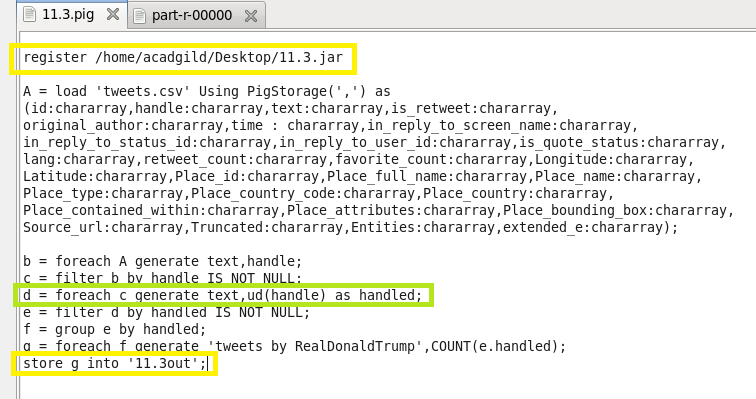 11.3.pig
part-r-00000
register /home/acadgild/Desktop/11.3.jar
A = load 'tweets.csv' Using PigStorage(',') as
(id:chararray,handle:chararray,text:chararray,is_retweet:chararray,
original_author:chararray,time : chararray,in_reply_to_screen_name:chararray,
in_reply_to_status_id:chararray,in_reply_to_user_id:chararray,is_quote_status:chararray,
lang:chararray,retweet_count:chararray,favorite_count:chararray,Longitude:chararray,
Latitude:chararray,Place_id:chararray,Place_full_name:chararray,Place_name:chararray,
Place_type:chararray,Place_country_code:chararray,Place_country:chararray,
Place_contained_within:chararray,Place_attributes:chararray,Place_bounding_box:chararray,
Source_url:chararray,Truncated:chararray,Entities:chararray,extended_e:chararray);
b = foreach A generate text,handle;
c = filter b by handle IS NOT NULL;
d = foreach c generate text,ud(handle) as handled;
e = filter d by handled IS NOT NULL;
f = group e by handled;
g = foreach f generate 'tweets by RealDonaldTrump',COUNT(e.handled);
store g into '11.3out';